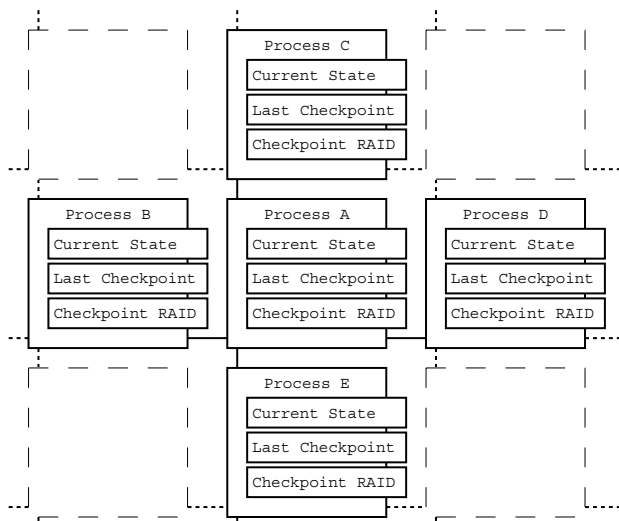 Process C
Current State
Last Checkpoint
Checkpoint RAID
Process B
Current State
Last Checkpoint
Checkpoint RAID
Process A
Current State
Last Checkpoint
Checkpoint RAID
Process D
Current State
Last Checkpoint
Checkpoint RAID
Process E
Current State
Last Checkpoint
Checkpoint RAID